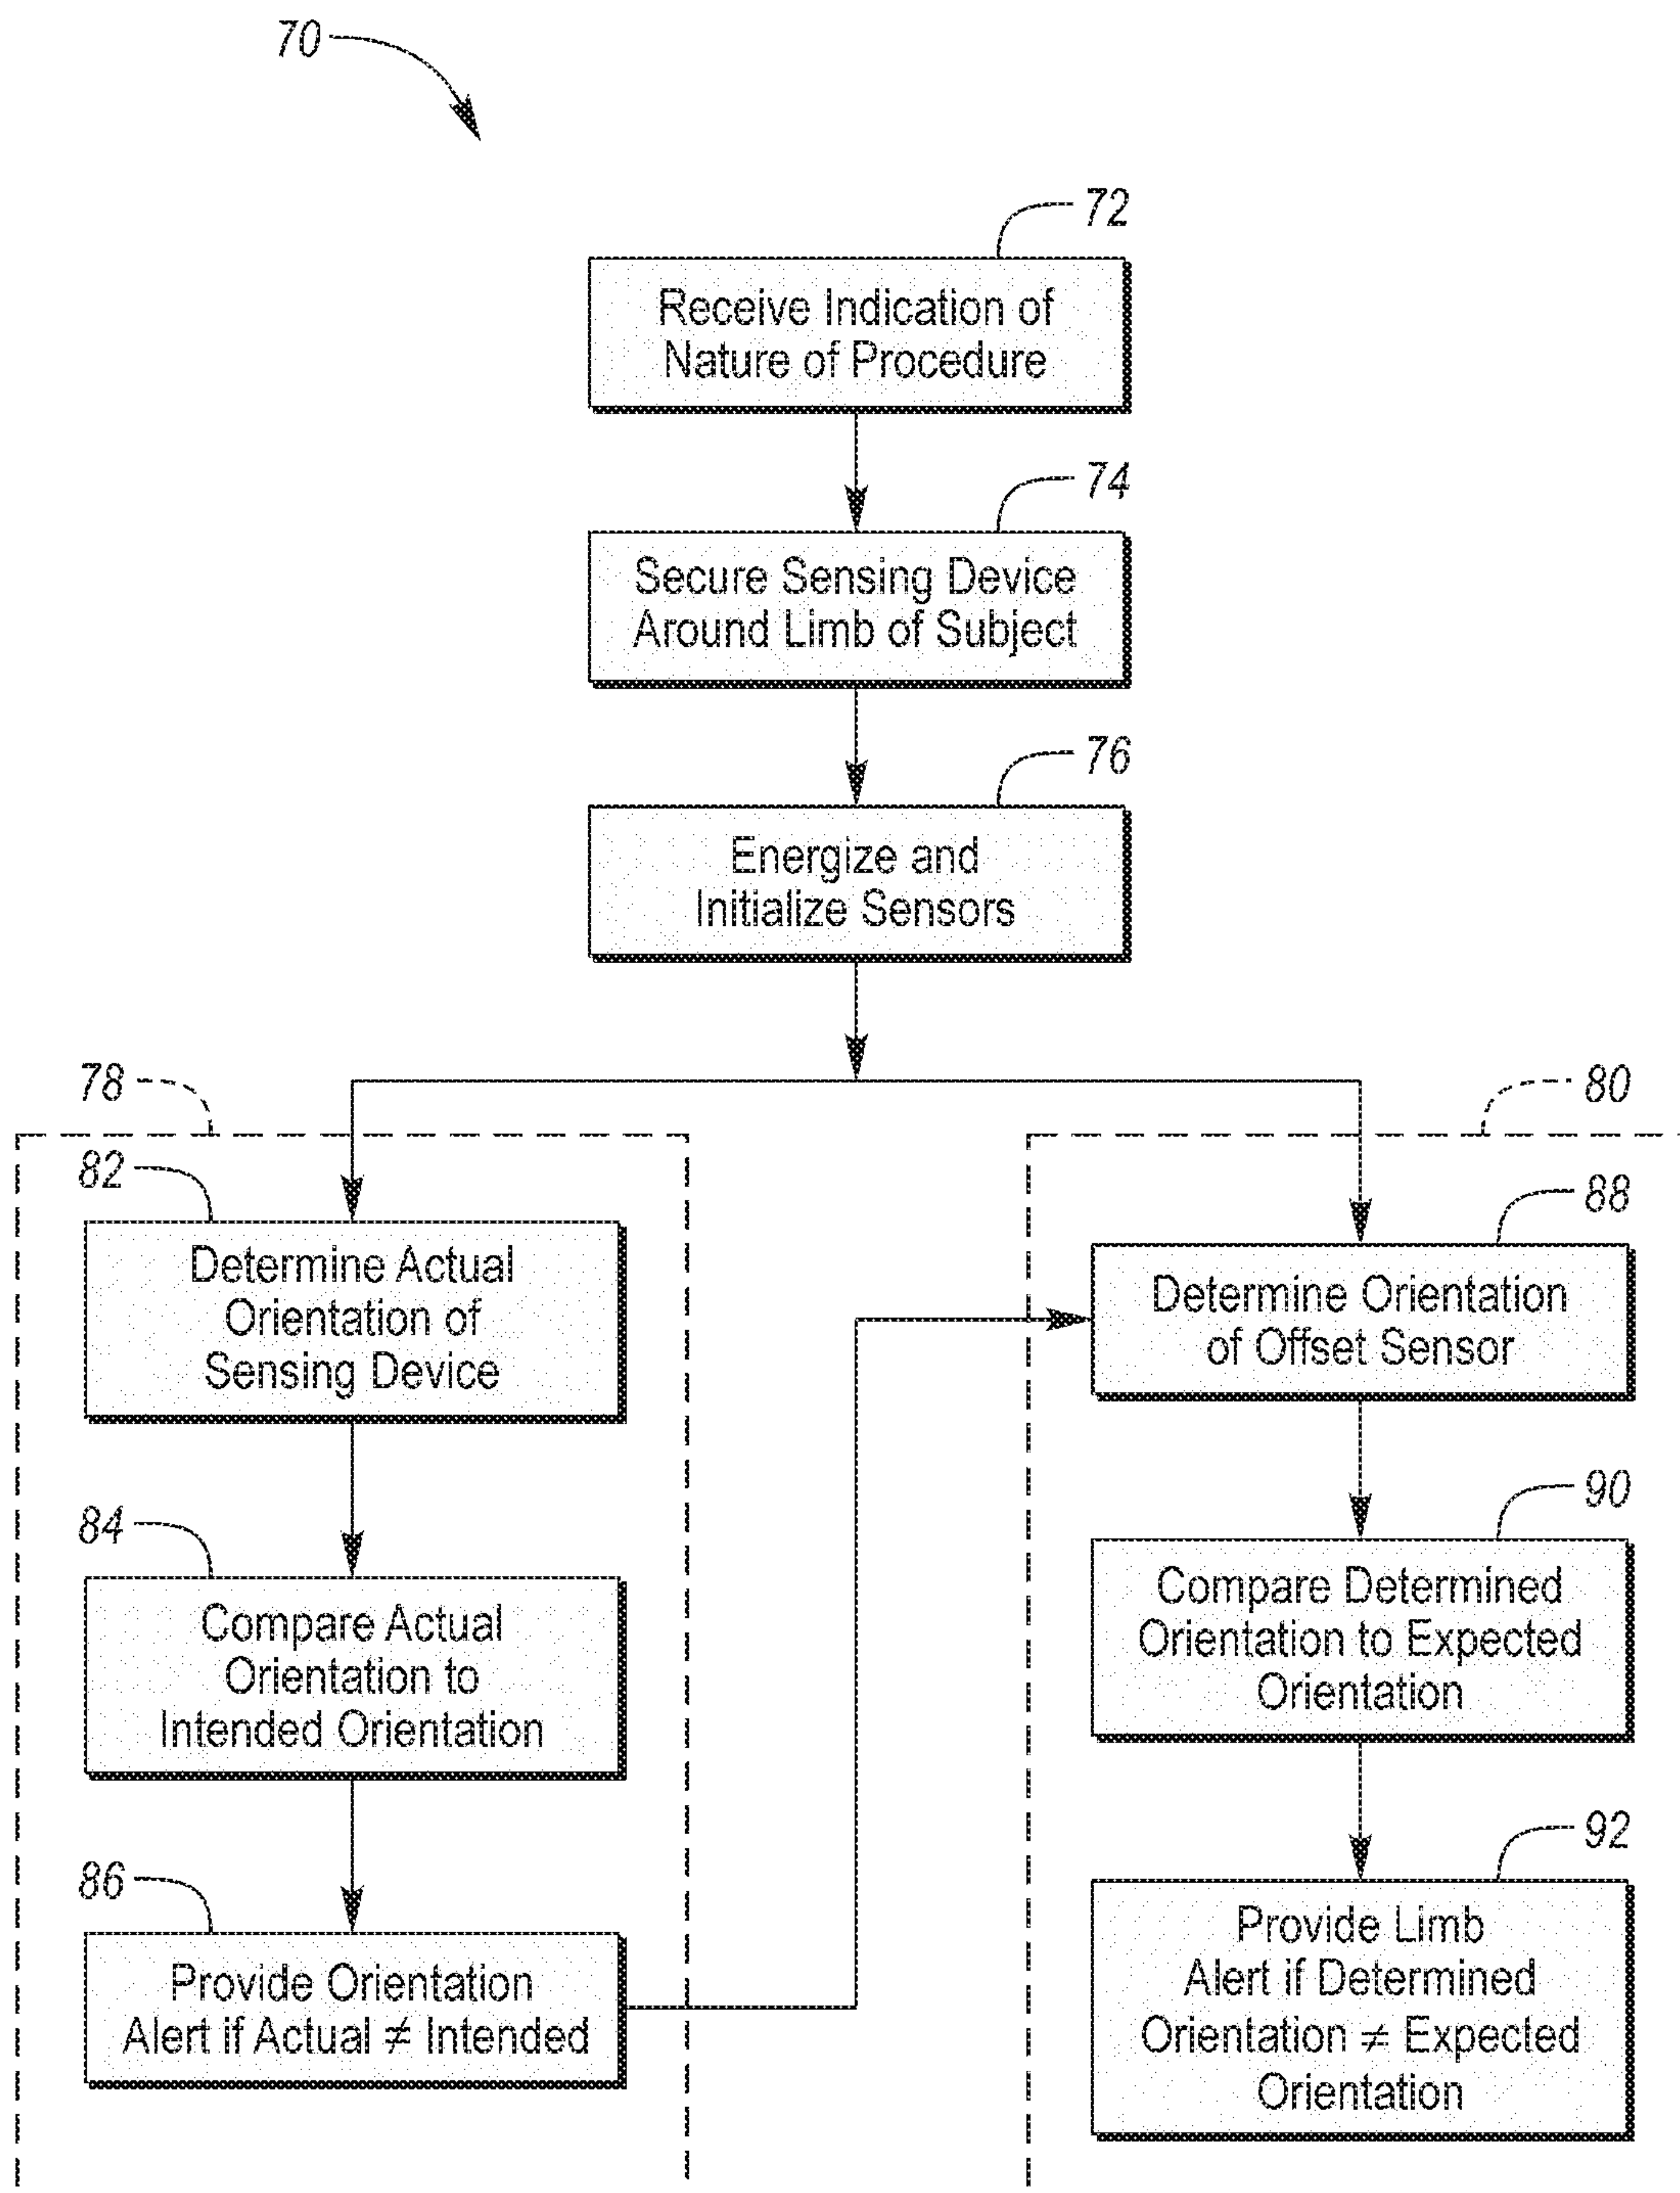 70
72
Receive Indication of
Nature of Procedure
74
Secure Sensing Device
Around Limb of Subject
76
Energize and
Initialize Sensors
78
82
Determine Actual
Orientation of
Sensing Device
84
Compare Actual
Orientation to
Intended Orientation
86
Provide Orientation
Alert if Actual ≠ Intended
80
88
Determine Orientation
of Offset Sensor
90
Compare Determined
Orientation to Expected
Orientation
92
Provide Limb
Alert if Determined
Orientation ≠ Expected
Orientation